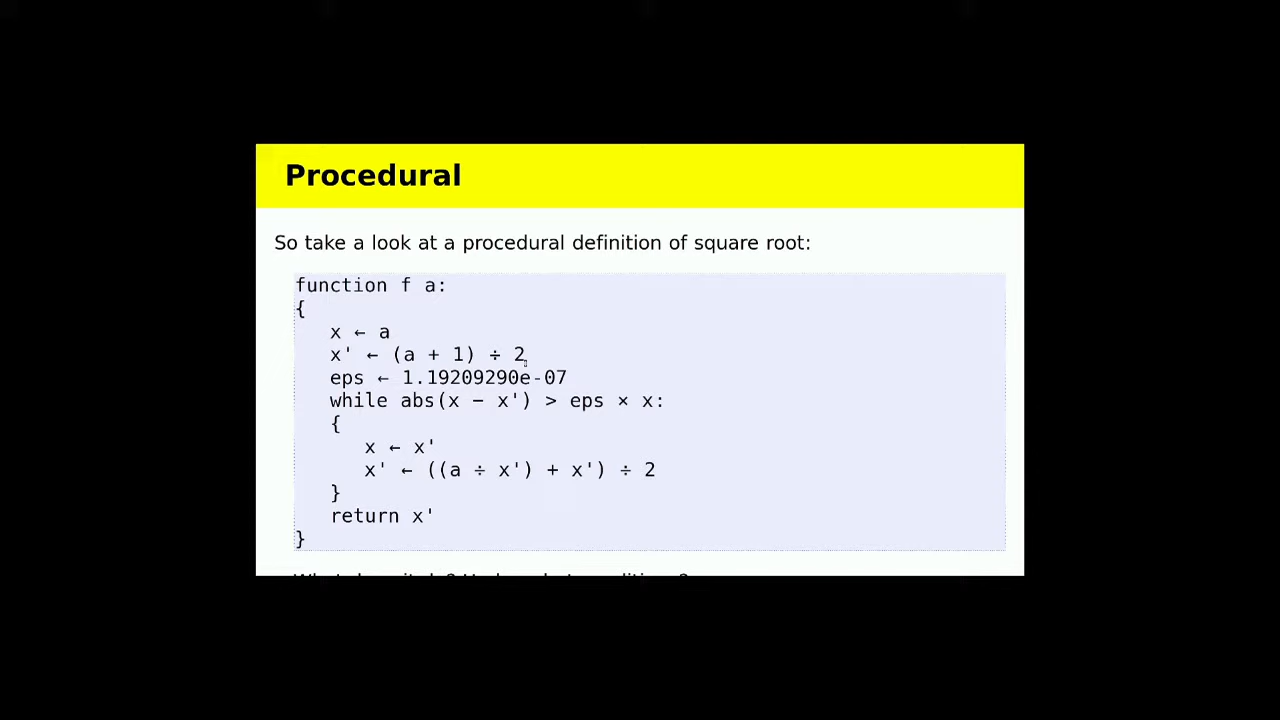 Procedural
So take a look at a procedural definition of square root:
function f a:
{
   x ← a
   x' ← (a + 1) ÷ 2
   eps ← 1.19209290e-07
   while abs(x − x') > eps × x:
   {
      x ← x'
      x' ← ((a ÷ x') + x') ÷ 2
   }
   return x'
}